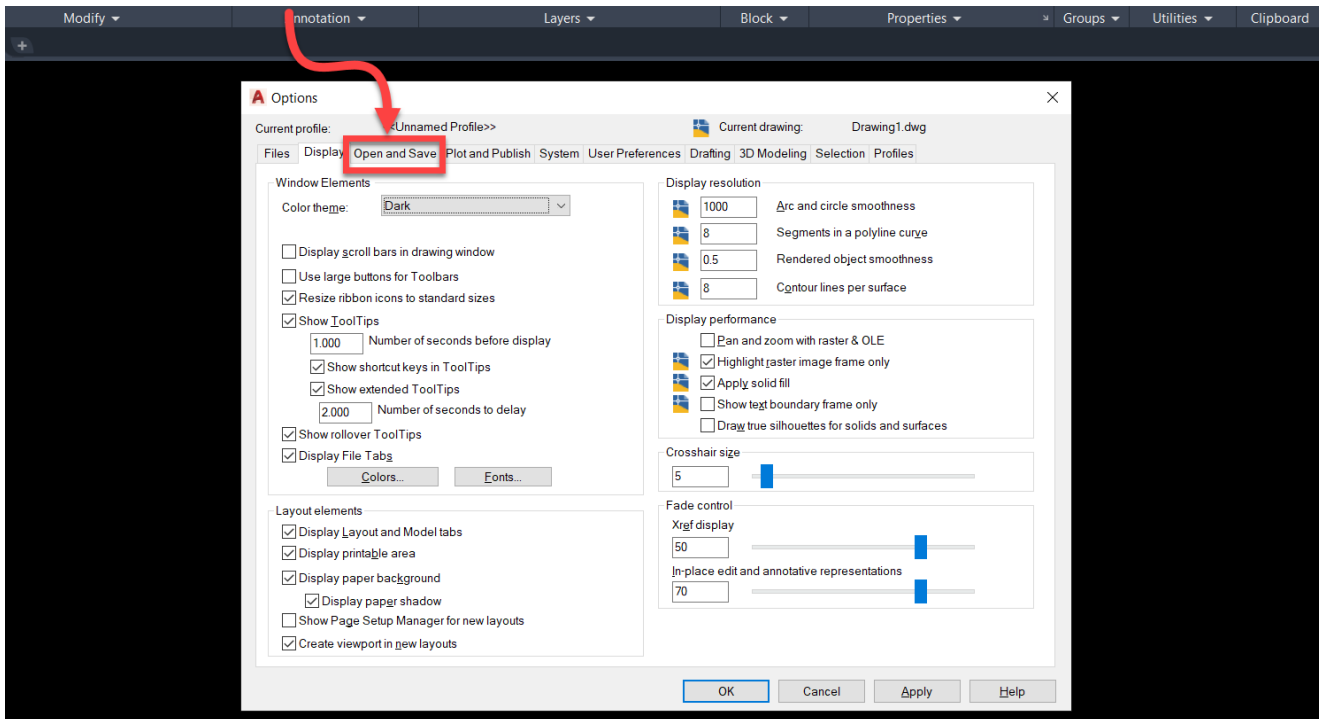 Modify Annotation Layers Block Properties Groups Utilities Clipboard
A Options
Current profile: <Unnamed Profile>> Current drawing: Drawing1.dwg
Files Display Open and Save Plot and Publish System User Preferences Drafting 3D Modeling Selection Profiles
Window Elements
Color theme: Dark
Display scroll bars in drawing window
Use large buttons for Toolbars
Resize ribbon icons to standard sizes
Show ToolTips
1.000 Number of seconds before display
Show shortcut keys in ToolTips
Show extended ToolTips
2.000 Number of seconds to delay
Show rollover ToolTips
Display File Tabs
Colors... Fonts...
Layout elements
Display Layout and Model tabs
Display printable area
Display paper background
Display paper shadow
Show Page Setup Manager for new layouts
Create viewport in new layouts
Display resolution
1000 Arc and circle smoothness
8 Segments in a polyline curve
0.5 Rendered object smoothness
8 Contour lines per surface
Display performance
Pan and zoom with raster & OLE
Highlight raster image frame only
Apply solid fill
Show text boundary frame only
Draw true silhouettes for solids and surfaces
Crosshair size
5
Fade control
Xref display
50
In-place edit and annotative representations
70
OK Cancel Apply Help